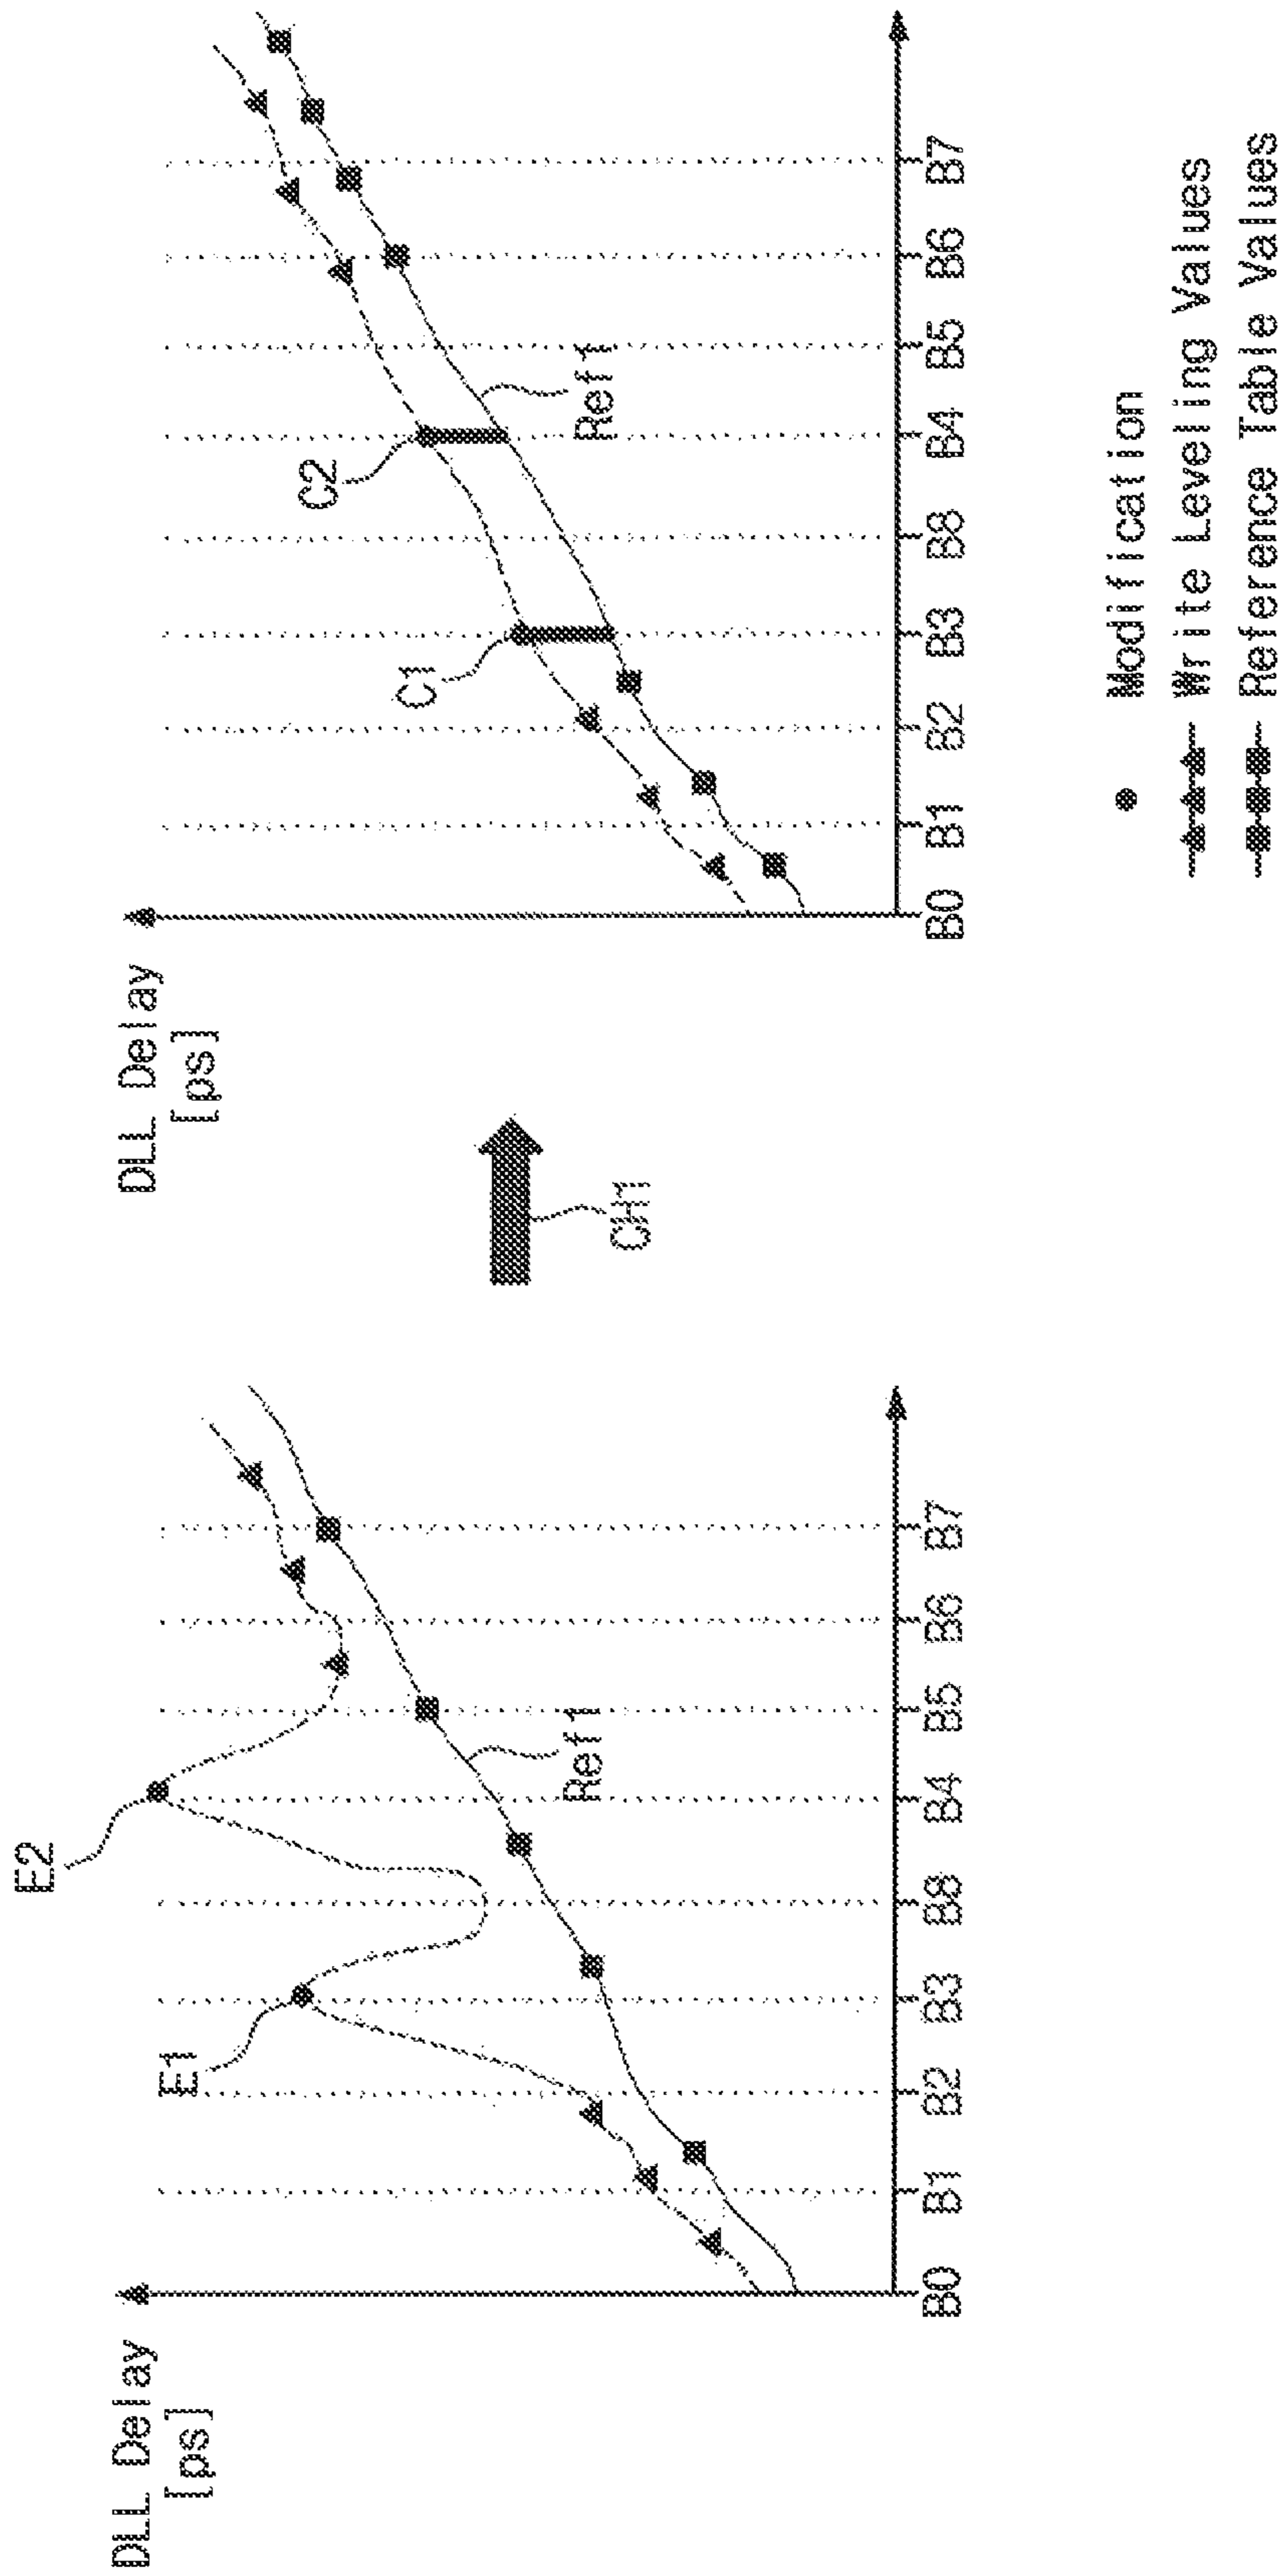 DLL Delay
[ps]
E1
E2
Ref1
B0 B1 B2 B3 B8 B4 B5 B6 B7
CH1
DLL Delay
[ps]
C1
C2
Ref1
B0 B1 B2 B3 B8 B4 B5 B6 B7
Modification
Write Leveling Values
Reference Table Values